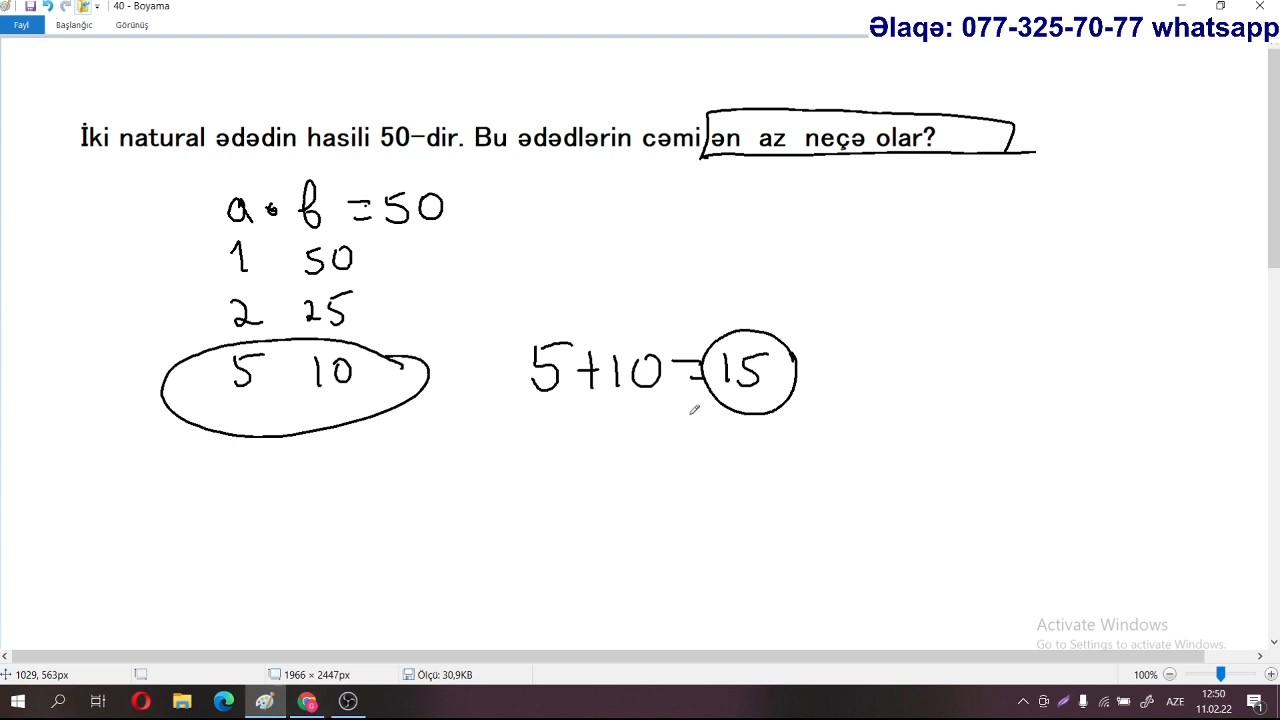 40 - Boyama
Fayl Başlanğıc Görünüş
Əlaqə: 077-325-70-77 whatsapp
İki natural ədədin hasili 50-dir. Bu ədədlərin cəmi ən az neçə olar?
a · b = 50
1 50
2 25
5 10
5+10=15
Activate Windows
Go to Settings to activate Windows.
1029, 563px 1966 × 2447px Ölçü: 30,9KB 100%
AZE 12:50
11.02.22
1